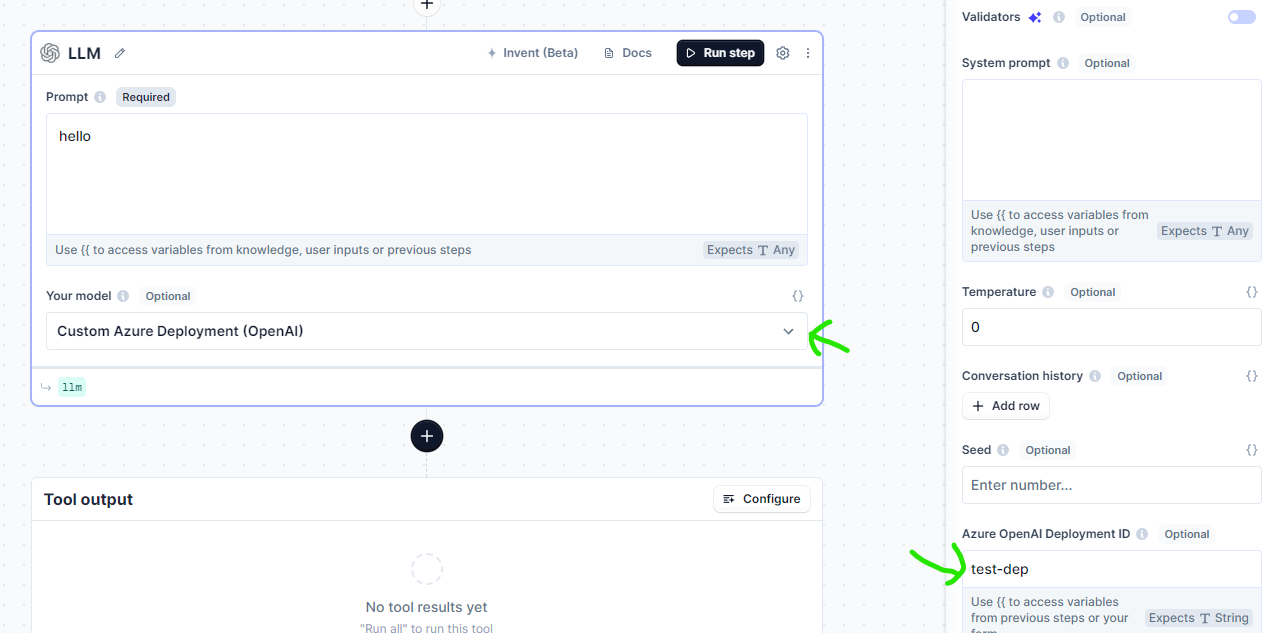 LLM
Invent (Beta)
Docs
Run step
Prompt
Required
hello
Use {{ to access variables from knowledge, user inputs or previous steps
Expects T Any
Your model
Optional
{}
Custom Azure Deployment (OpenAI)
llm
Tool output
Configure
No tool results yet
"Run all" to run this tool
Validators
Optional
System prompt
Optional
Use {{ to access variables from
knowledge, user inputs or
previous steps
Expects T Any
Temperature
Optional
{}
0
Conversation history
Optional
{}
+ Add row
Seed
Optional
{}
Enter number...
Azure OpenAI Deployment ID
Optional
test-dep
Use {{ to access variables
from previous steps or your
form
Expects T String